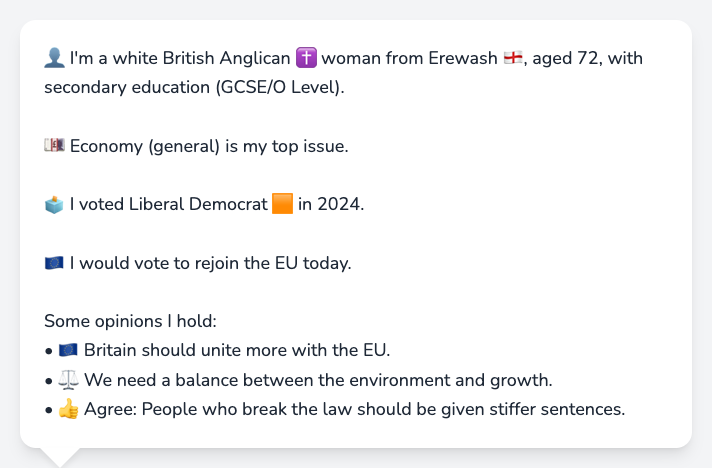 👤 I'm a white British Anglican ✝️ woman from Erewash 🏴󠁧󠁢󠁥󠁮󠁧󠁿, aged 72, with
secondary education (GCSE/O Level).
💷 Economy (general) is my top issue.
🗳️ I voted Liberal Democrat 🟧 in 2024.
🇪🇺 I would vote to rejoin the EU today.
Some opinions I hold:
• 🇪🇺 Britain should unite more with the EU.
• ⚖️ We need a balance between the environment and growth.
• 👍 Agree: People who break the law should be given stiffer sentences.